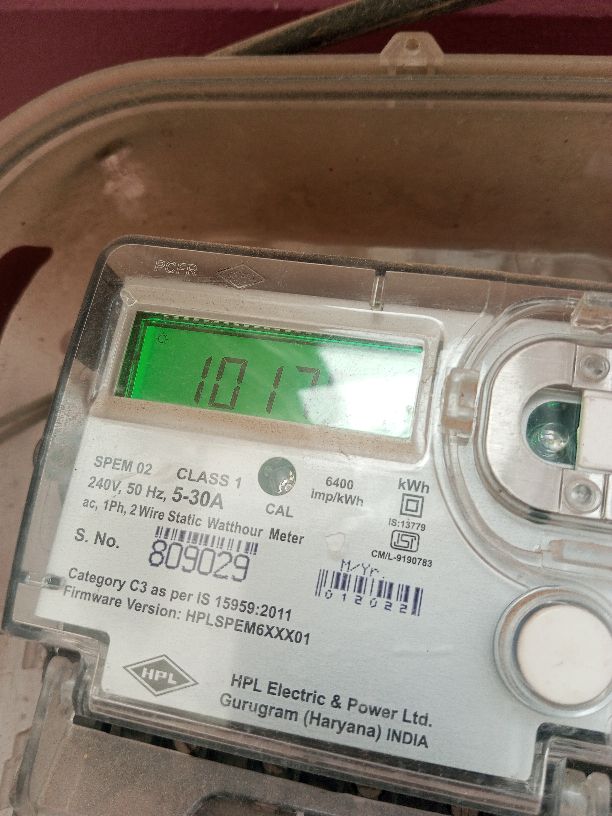 PCPR
1017
SPEM 02 CLASS 1
240V, 50 Hz, 5-30A
ac, 1Ph, 2 Wire Static Watthour Meter
CAL
6400
imp/kWh
kWh
IS:13779
ISI
CM/L-9190783
S. No.
809029
M/Yr.
012022
Category C3 as per IS 15959:2011
Firmware Version: HPLSPEM6XXX01
HPL
HPL Electric & Power Ltd.
Gurugram (Haryana) INDIA